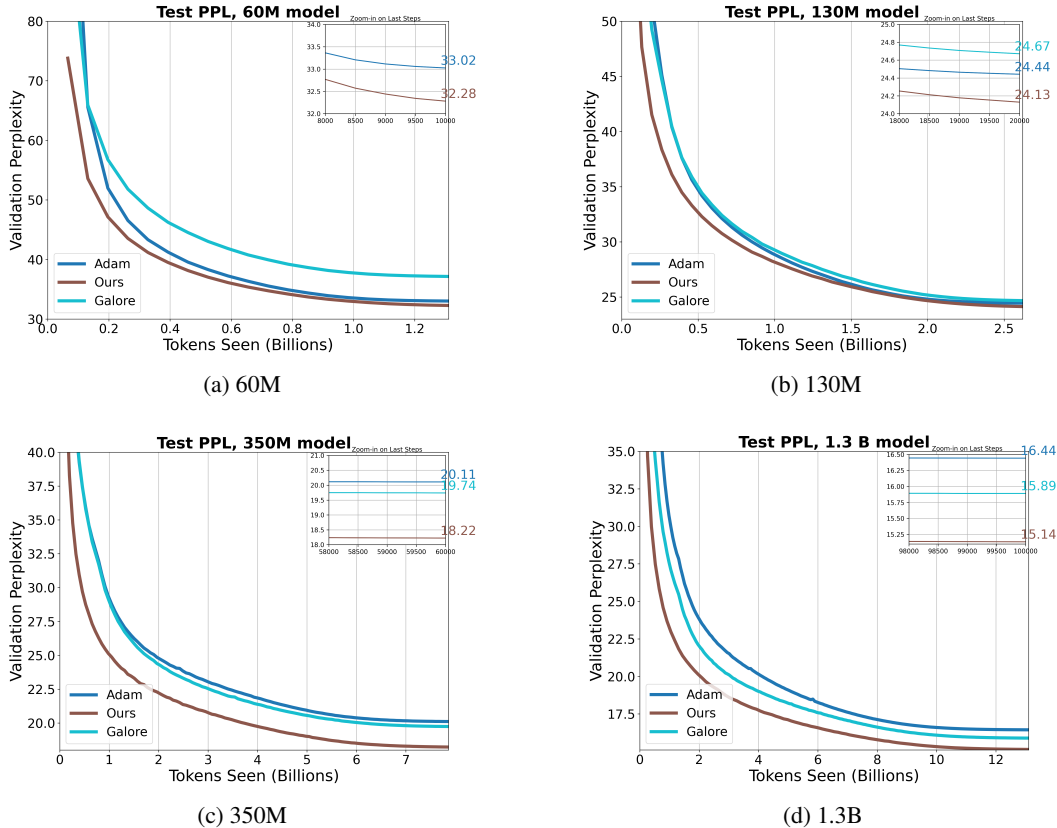 Test PPL, 60M model
Zoom-in on Last Steps
34.0
33.5
33.0
32.5
32.0
8000 8500 9000 9500 10000
33.02
32.28
Validation Perplexity
80
70
60
50
40
30
0.0 0.2 0.4 0.6 0.8 1.0 1.2
Tokens Seen (Billions)
Adam
Ours
Galore
(a) 60M
Test PPL, 130M model
Zoom-in on Last Steps
25.0
24.8
24.6
24.4
24.2
24.0
18000 18500 19000 19500 20000
24.67
24.44
24.13
Validation Perplexity
50
45
40
35
30
25
0.0 0.5 1.0 1.5 2.0 2.5
Tokens Seen (Billions)
Adam
Ours
Galore
(b) 130M
Test PPL, 350M model
Zoom-in on Last Steps
21.0
20.5
20.0
19.5
19.0
18.5
18.0
58000 58500 59000 59500 60000
20.11
19.74
18.22
Validation Perplexity
40.0
37.5
35.0
32.5
30.0
27.5
25.0
22.5
20.0
0 1 2 3 4 5 6 7
Tokens Seen (Billions)
Adam
Ours
Galore
(c) 350M
Test PPL, 1.3 B model
Zoom-in on Last Steps
16.50
16.25
16.00
15.75
15.50
15.25
98000 98500 99000 99500 100000
16.44
15.89
15.14
Validation Perplexity
35.0
32.5
30.0
27.5
25.0
22.5
20.0
17.5
0 2 4 6 8 10 12
Tokens Seen (Billions)
Adam
Ours
Galore
(d) 1.3B